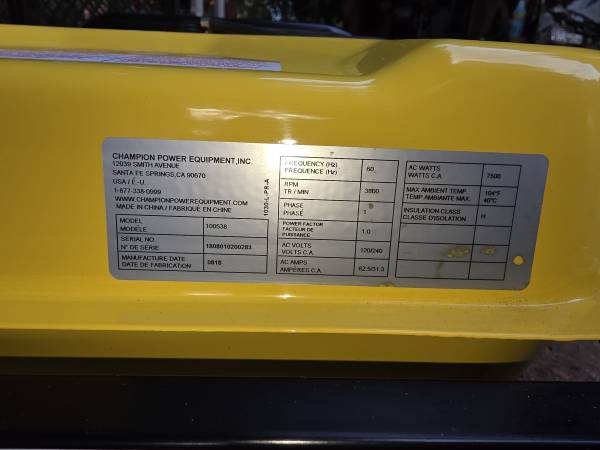 CHAMPION POWER EQUIPMENT, INC.
12039 SMITH AVENUE
SANTA FE SPRINGS, CA 90670
USA / É.-U.
1-877-338-0999
WWW.CHAMPIONPOWEREQUIPMENT.COM
MADE IN CHINA / FABRIQUÉ EN CHINE
1030-L-PR-A
MODEL
MODÈLE
100538
SERIAL NO.
N° DE SÉRIE
1808010200283
MANUFACTURE DATE
DATE DE FABRICATION
0818
FREQUENCY (Hz)
FRÉQUENCE (Hz)
60
RPM
TR / MIN
3600
PHASE
PHASE
1
POWER FACTOR
FACTEUR DE
PUISSANCE
1.0
AC VOLTS
VOLTS C.A.
120/240
AC AMPS
AMPÈRES C.A.
62.5/31.3
AC WATTS
WATTS C.A.
7500
MAX AMBIENT TEMP.
TEMP AMBIANTE MAX.
104°F
40°C
INSULATION CLASS
CLASSE D'ISOLATION
H